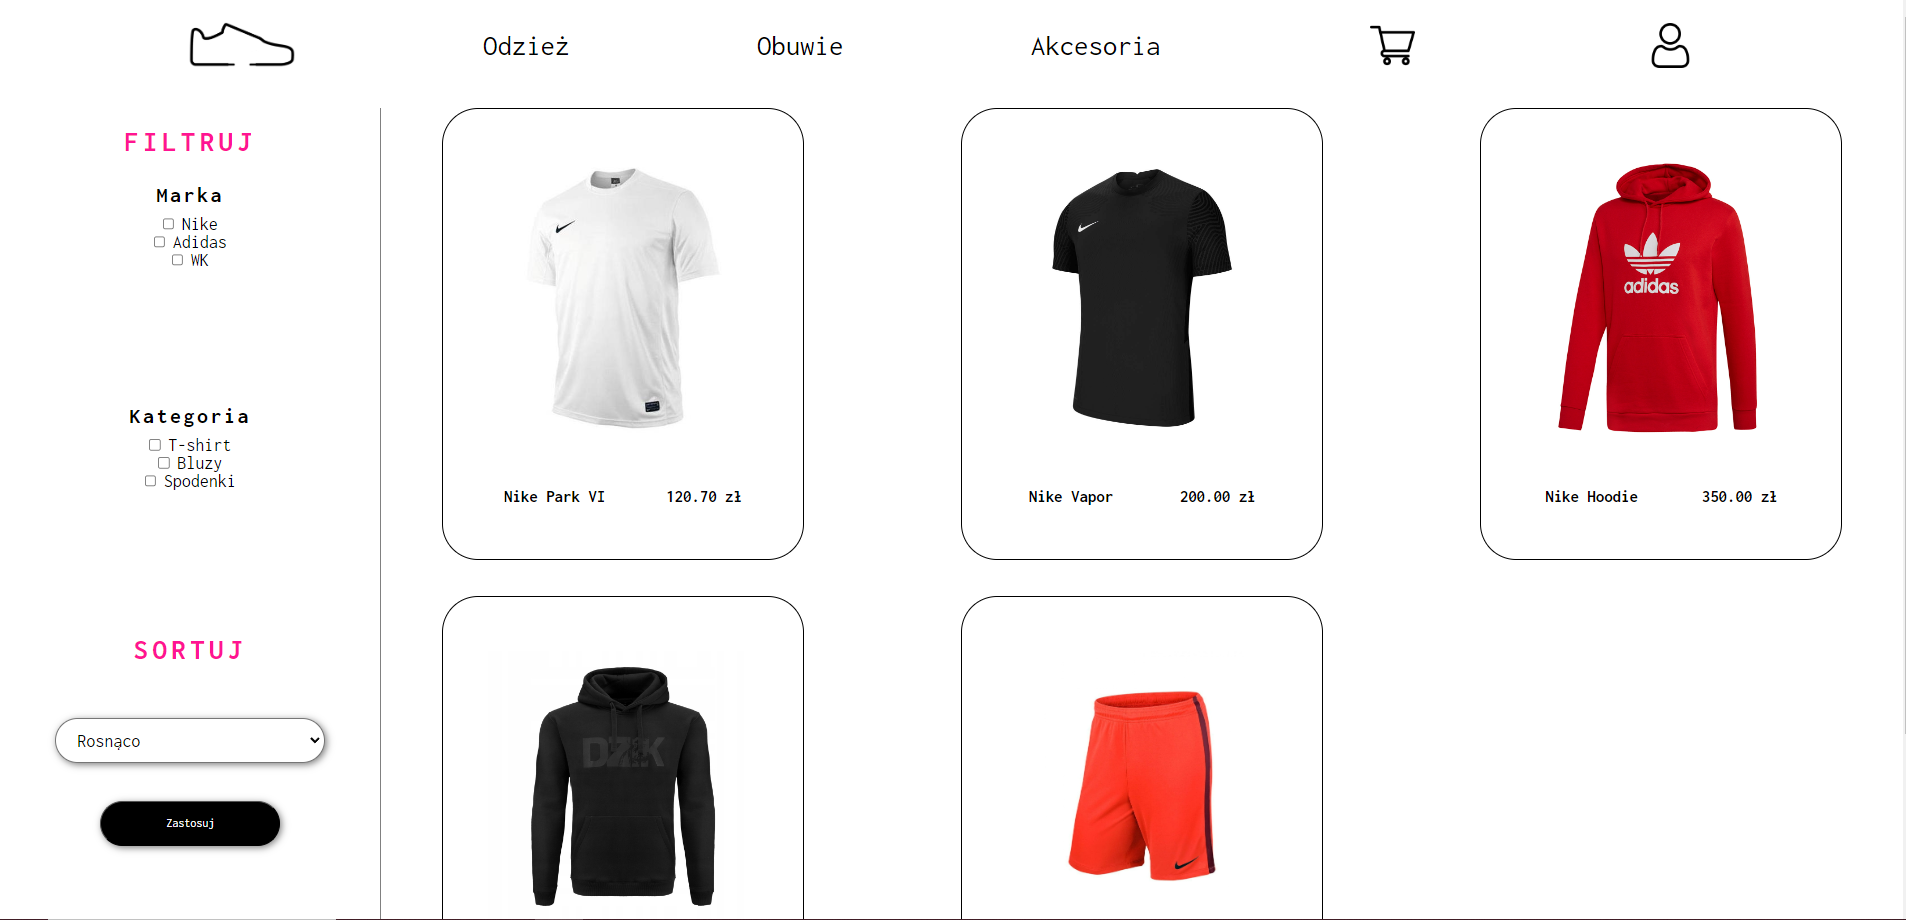 Odzież Obuwie Akcesoria
FILTRUJ
Marka
Nike
Adidas
WK
Kategoria
T-shirt
Bluzy
Spodenki
SORTUJ
Rosnąco
Zastosuj
adidas
Nike Park VI 120.70 zł
Nike Vapor 200.00 zł
Nike Hoodie 350.00 zł